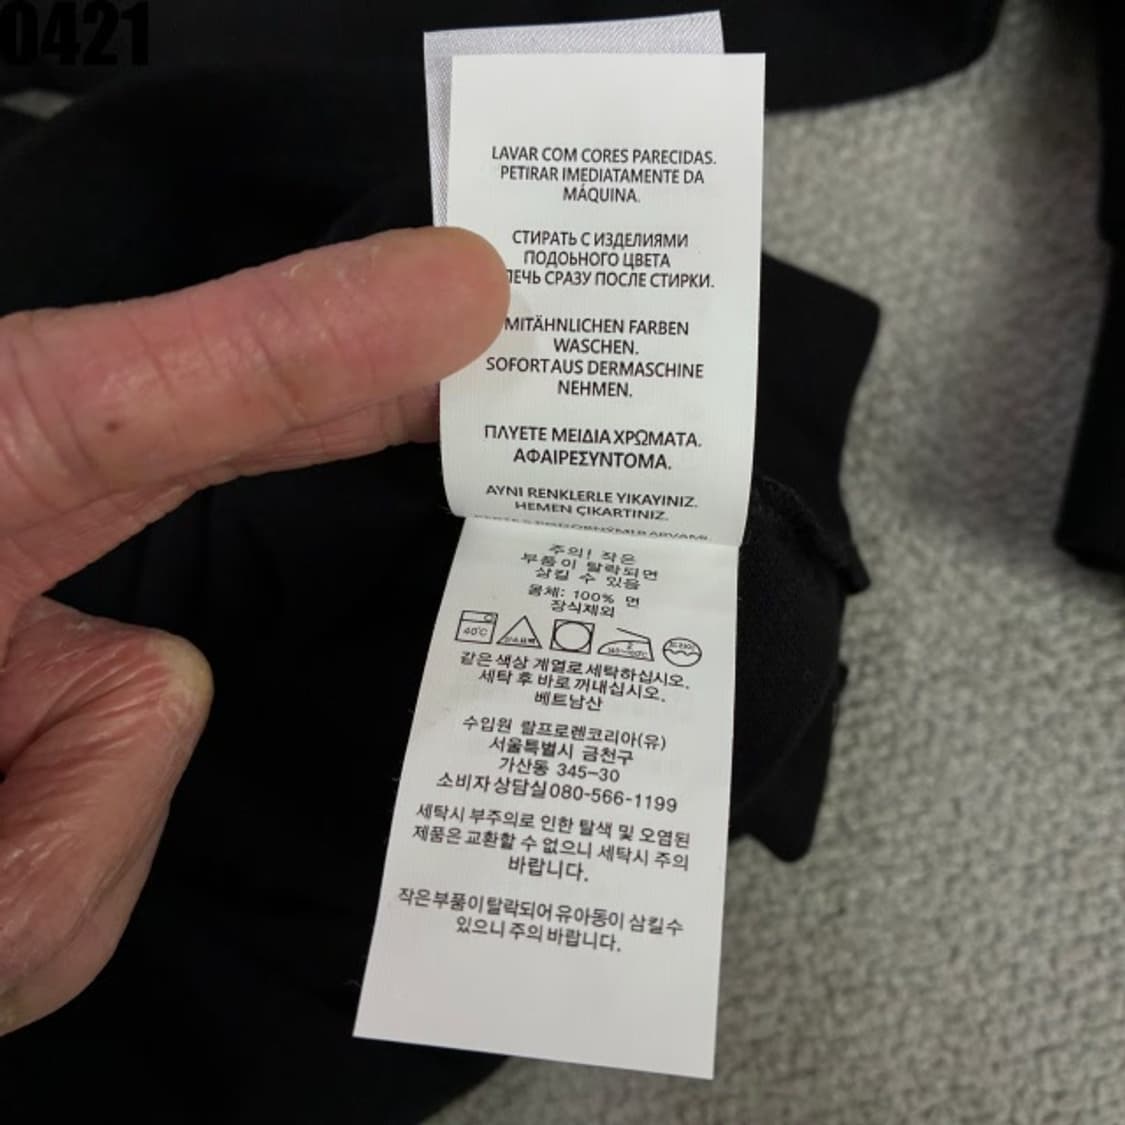 0421
LAVAR COM CORES PARECIDAS.
PETIRAR IMEDIATAMENTE DA
MÁQUINA.
СТИРАТЬ С ИЗДЕЛИЯМИ
ПОДОЬНОГО ЦВЕТА
СРАЗУ ПОСЛЕ СТИРКИ.
MITÄHNLICHEN FARBEN
WASCHEN.
SOFORTAUS DERMASCHINE
NEHMEN.
ΠΛΥΕΤΕ ΜΕΙΔΙΑ ΧΡΩΜΑΤΑ.
ΑΦΑΙΡΕΣΥΝΤΟΜΑ.
AYNI RENKLERLE YIKAYINIZ.
HEMEN ÇIKARTINIZ.
주의! 작은
부품이 탈락되면
삼킬 수 있음
몸체: 100% 면
장식제외
40℃
같은 색상 계열로 세탁하십시오.
세탁 후 바로 꺼내십시오.
베트남산
수입원 랄프로렌코리아(유)
서울특별시 금천구
가산동 345-30
소비자 상담실 080-566-1199
세탁시 부주의로 인한 탈색 및 오염된
제품은 교환할 수 없으니 세탁시 주의
바랍니다.
작은 부품이 탈락되어 유아동이 삼킬 수
있으니 주의 바랍니다.